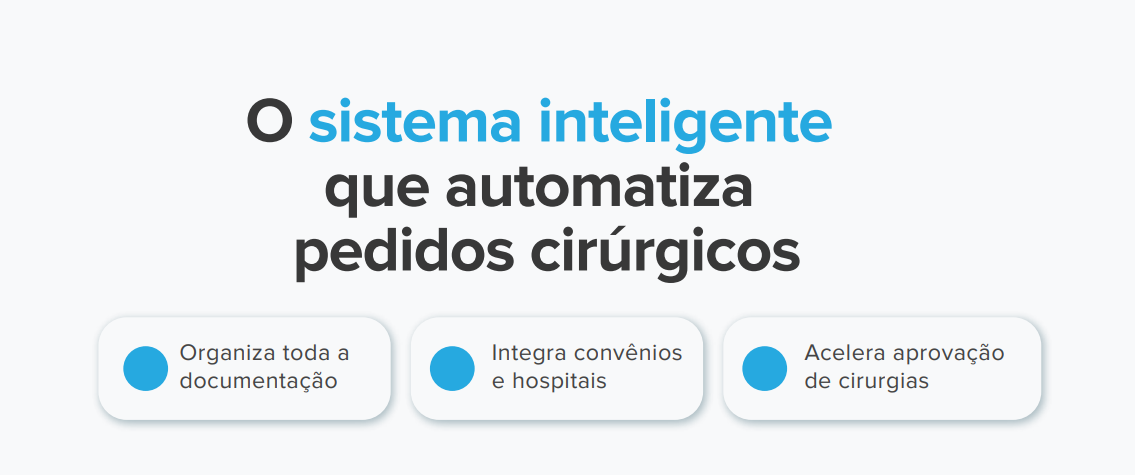 O sistema inteligente
que automatiza
pedidos cirúrgicos
Organiza toda a
documentação
Integra convênios
e hospitais
Acelera aprovação
de cirurgias